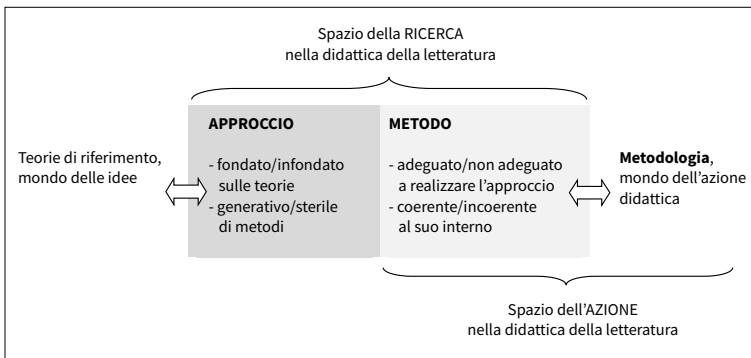 Spazio della RICERCA
nella didattica della letteratura
Teorie di riferimento,
mondo delle idee
APPROCCIO
- fondato/infondato
sulle teorie
- generativo/sterile
di metodi
METODO
- adeguato/non adeguato
a realizzare l’approccio
- coerente/incoerente
al suo interno
Metodologia,
mondo dell’azione
didattica
Spazio dell’AZIONE
nella didattica della letteratura